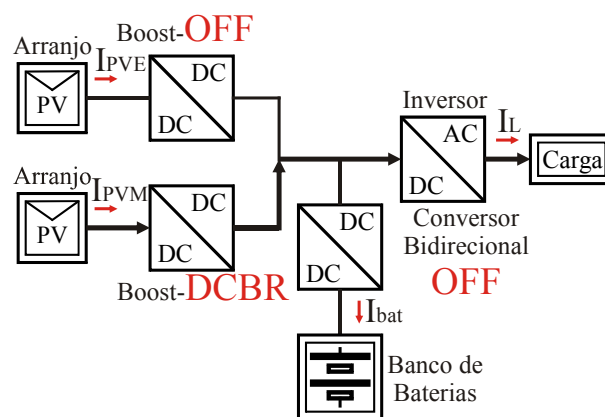 Boost-OFF
Arranjo
IPVE
PV
DC
DC
Arranjo
IPVM
PV
DC
DC
Boost-DCBR
Inversor
AC
DC
IL
Carga
Conversor
Bidirecional
OFF
DC
DC
Ibat
Banco de
Baterias